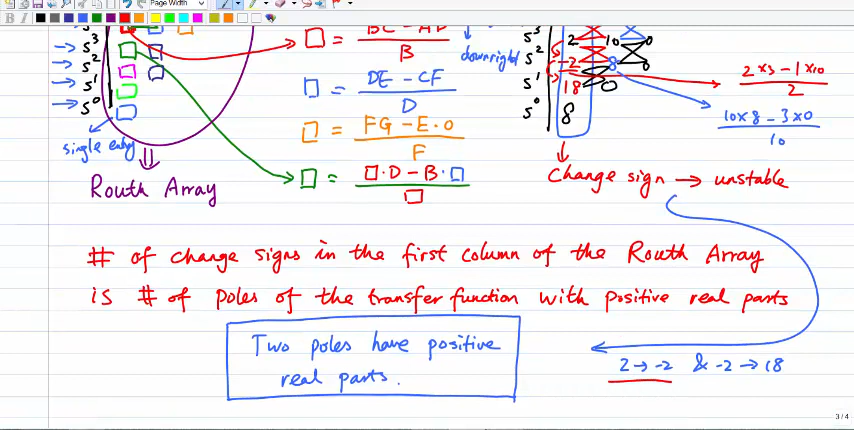 Page Width
B I
s³ □ = BC - AD / B
s² □ = DE - CF / D
s¹ □ = FG - E·0 / F
s⁰ □ = □·D - B·□ / □
single entry
Routh Array
downright
s³ 2 10 0
s² -2 8 0
s¹ 18 0
s⁰ 8
2×3 - 1×10 / 2
10×8 - 3×0 / 10
Change sign → unstable
# of change signs in the first column of the Routh Array
is # of poles of the transfer function with positive real parts
Two poles have positive
real parts.
2 → -2 & -2 → 18
3 / 4